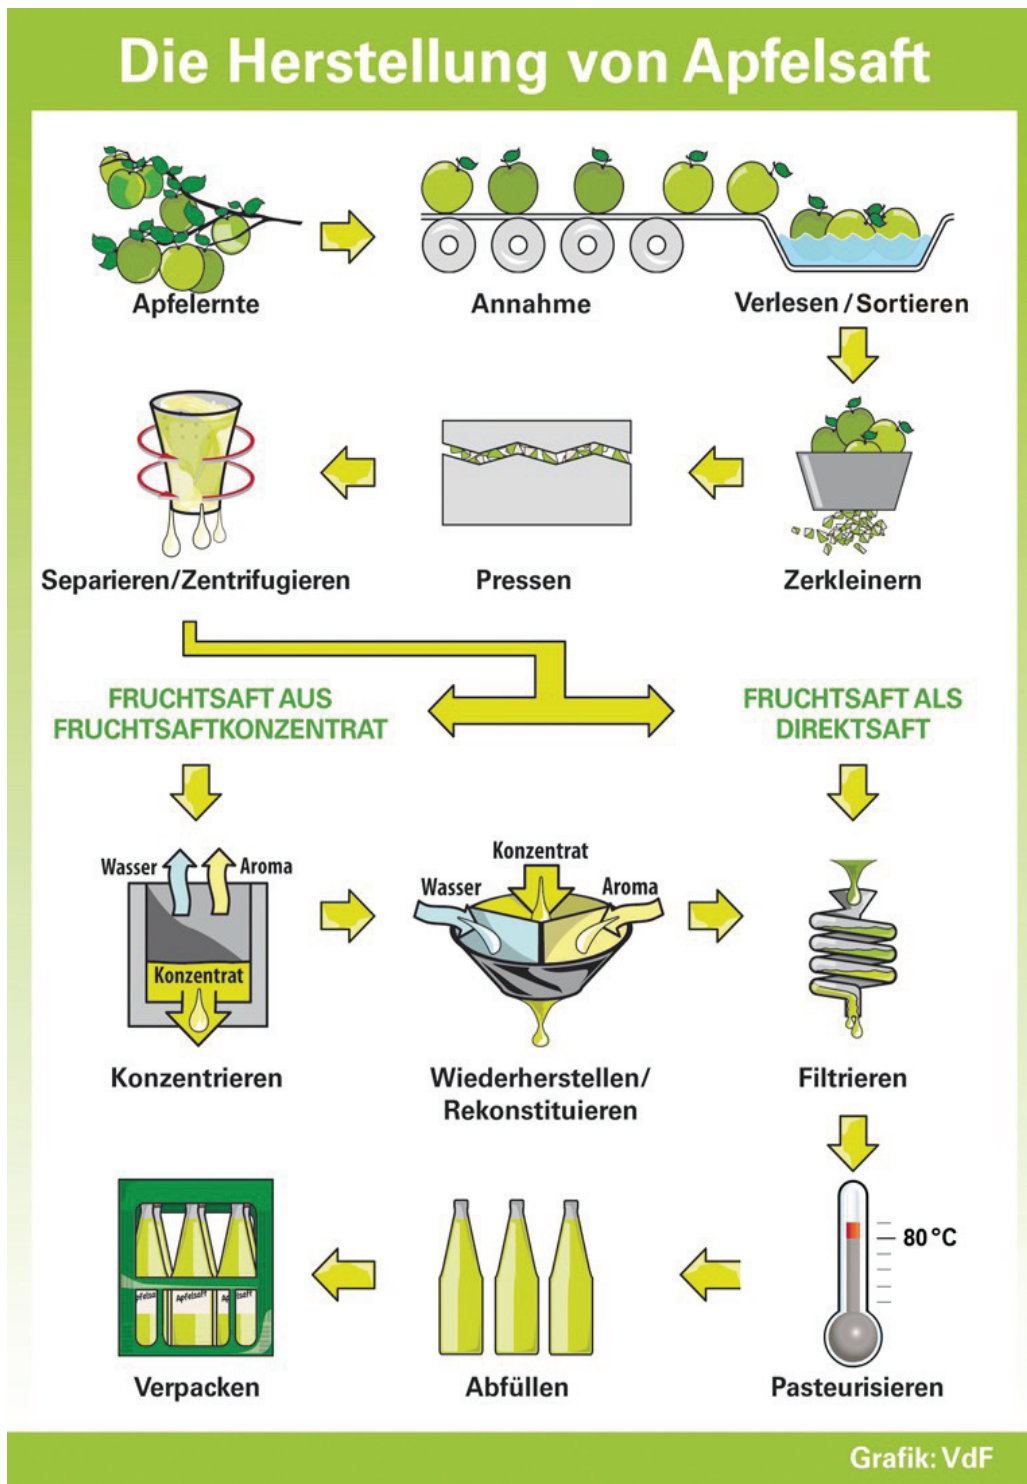 Die Herstellung von Apfelsaft
Apfelernte
Annahme
Verlesen / Sortieren
Separieren/Zentrifugieren
Pressen
Zerkleinern
FRUCHTSAFT AUS
FRUCHTSAFTKONZENTRAT
FRUCHTSAFT ALS
DIREKTSAFT
Wasser
Aroma
Konzentrat
Konzentrieren
Konzentrat
Wasser
Aroma
Wiederherstellen/
Rekonstituieren
Filtrieren
Apfelsaft
Verpacken
Abfüllen
80 °C
Pasteurisieren
Grafik: VdF